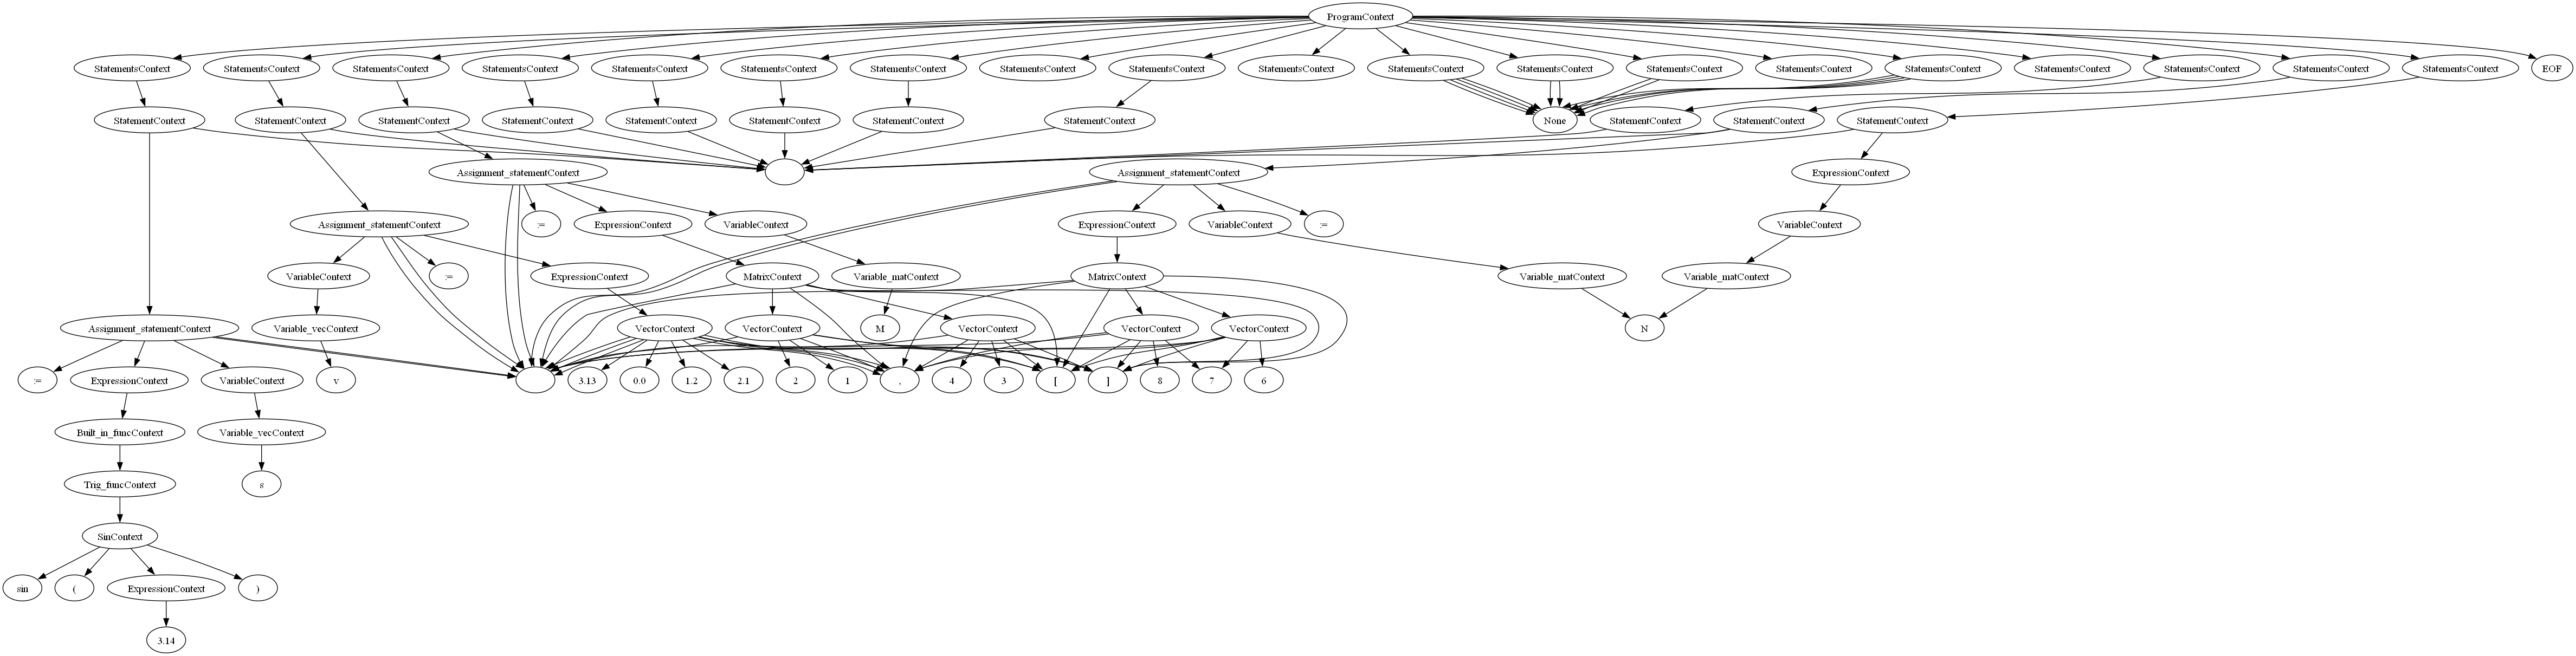 ProgramContext
StatementsContext StatementsContext StatementsContext StatementsContext StatementsContext StatementsContext StatementsContext StatementsContext StatementsContext StatementsContext StatementsContext StatementsContext StatementsContext StatementsContext StatementsContext StatementsContext StatementsContext StatementsContext StatementsContext EOF
StatementContext StatementContext StatementContext StatementContext StatementContext StatementContext StatementContext StatementContext None StatementContext StatementContext StatementContext
Assignment_statementContext Assignment_statementContext ExpressionContext
Assignment_statementContext := ExpressionContext VariableContext ExpressionContext VariableContext := VariableContext
VariableContext := ExpressionContext MatrixContext Variable_matContext MatrixContext Variable_matContext Variable_matContext
Assignment_statementContext Variable_vecContext VectorContext VectorContext M VectorContext VectorContext VectorContext N
:= ExpressionContext VariableContext v 3.13 0.0 1.2 2.1 2 1 , 4 3 [ ] 8 7 6
Built_in_funcContext Variable_vecContext
Trig_funcContext s
SinContext
sin ( ExpressionContext )
3.14